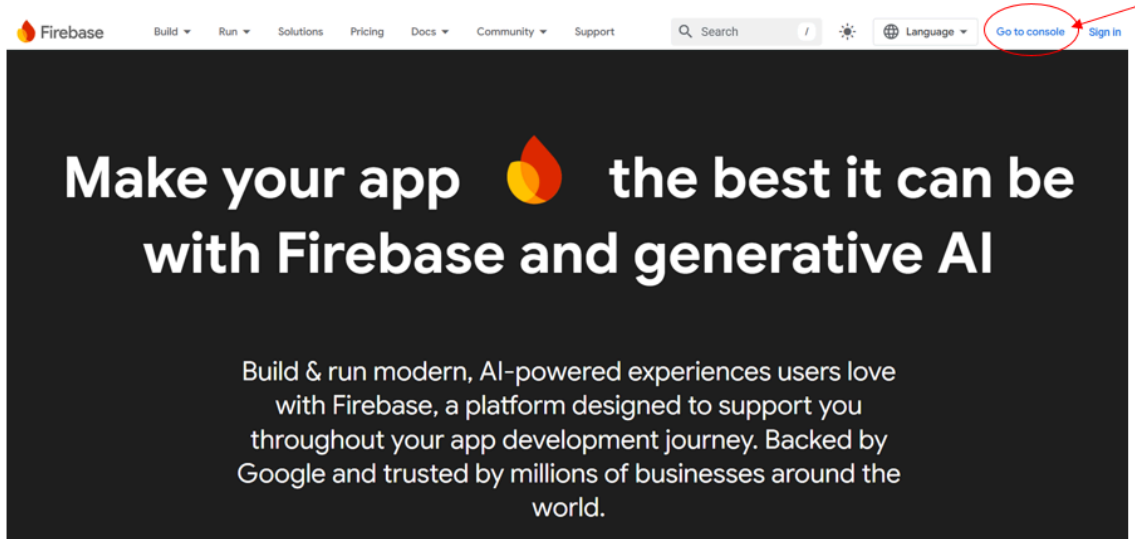 Firebase Build Run Solutions Pricing Docs Community Support Search / Language Go to console Sign in
Make your app the best it can be
with Firebase and generative AI
Build & run modern, AI-powered experiences users love
with Firebase, a platform designed to support you
throughout your app development journey. Backed by
Google and trusted by millions of businesses around the
world.